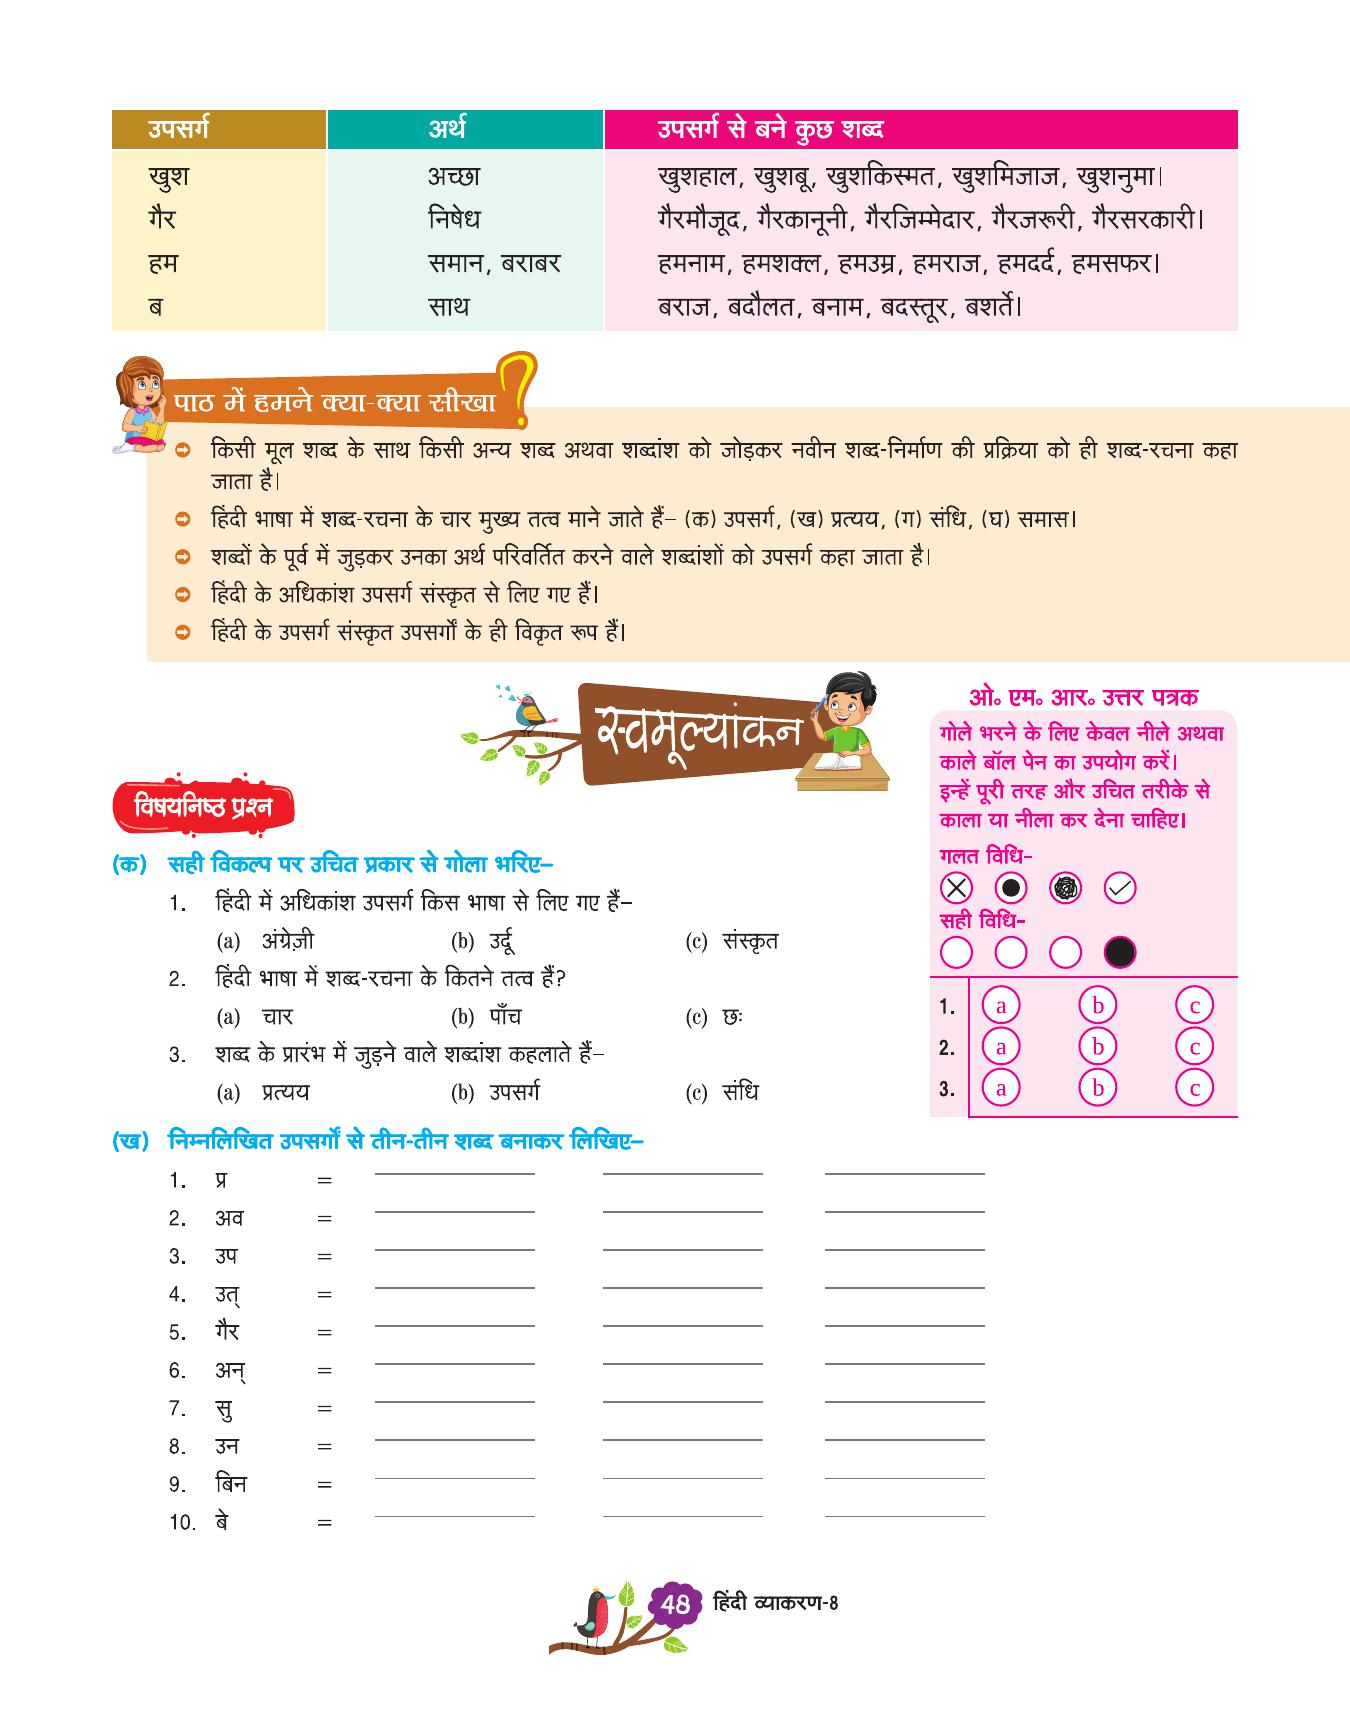 उपसर्ग अर्थ उपसर्ग से बने कुछ शब्द
खुश अच्छा खुशहाल, खुशबू, खुशकिस्मत, खुशमिजाज, खुशनुमा।
गैर निषेध गैरमौजूद, गैरकानूनी, गैरजिम्मेदार, गैरजरूरी, गैरसरकारी।
हम समान, बराबर हमनाम, हमशक्ल, हमउम्र, हमराज, हमदर्द, हमसफर।
ब साथ बराज, बदौलत, बनाम, बदस्तूर, बशर्ते।
पाठ में हमने क्या-क्या सीखा
किसी मूल शब्द के साथ किसी अन्य शब्द अथवा शब्दांश को जोड़कर नवीन शब्द-निर्माण की प्रक्रिया को ही शब्द-रचना कहा
जाता है।
हिंदी भाषा में शब्द-रचना के चार मुख्य तत्व माने जाते हैं– (क) उपसर्ग, (ख) प्रत्यय, (ग) संधि, (घ) समास।
शब्दों के पूर्व में जुड़कर उनका अर्थ परिवर्तित करने वाले शब्दांशों को उपसर्ग कहा जाता है।
हिंदी के अधिकांश उपसर्ग संस्कृत से लिए गए हैं।
हिंदी के उपसर्ग संस्कृत उपसर्गों के ही विकृत रूप हैं।
स्वमूल्यांकन
विषयनिष्ठ प्रश्न
(क) सही विकल्प पर उचित प्रकार से गोला भरिए–
1. हिंदी में अधिकांश उपसर्ग किस भाषा से लिए गए हैं–
(a) अंग्रेज़ी (b) उर्दू (c) संस्कृत
2. हिंदी भाषा में शब्द-रचना के कितने तत्व हैं?
(a) चार (b) पाँच (c) छः
3. शब्द के प्रारंभ में जुड़ने वाले शब्दांश कहलाते हैं–
(a) प्रत्यय (b) उपसर्ग (c) संधि
ओ॰ एम॰ आर॰ उत्तर पत्रक
गोले भरने के लिए केवल नीले अथवा
काले बॉल पेन का उपयोग करें।
इन्हें पूरी तरह और उचित तरीके से
काला या नीला कर देना चाहिए।
गलत विधि-
सही विधि-
1. a b c
2. a b c
3. a b c
(ख) निम्नलिखित उपसर्गों से तीन-तीन शब्द बनाकर लिखिए–
1. प्र =
2. अव =
3. उप =
4. उत् =
5. गैर =
6. अन् =
7. सु =
8. उन =
9. बिन =
10. बे =
48 हिंदी व्याकरण-8